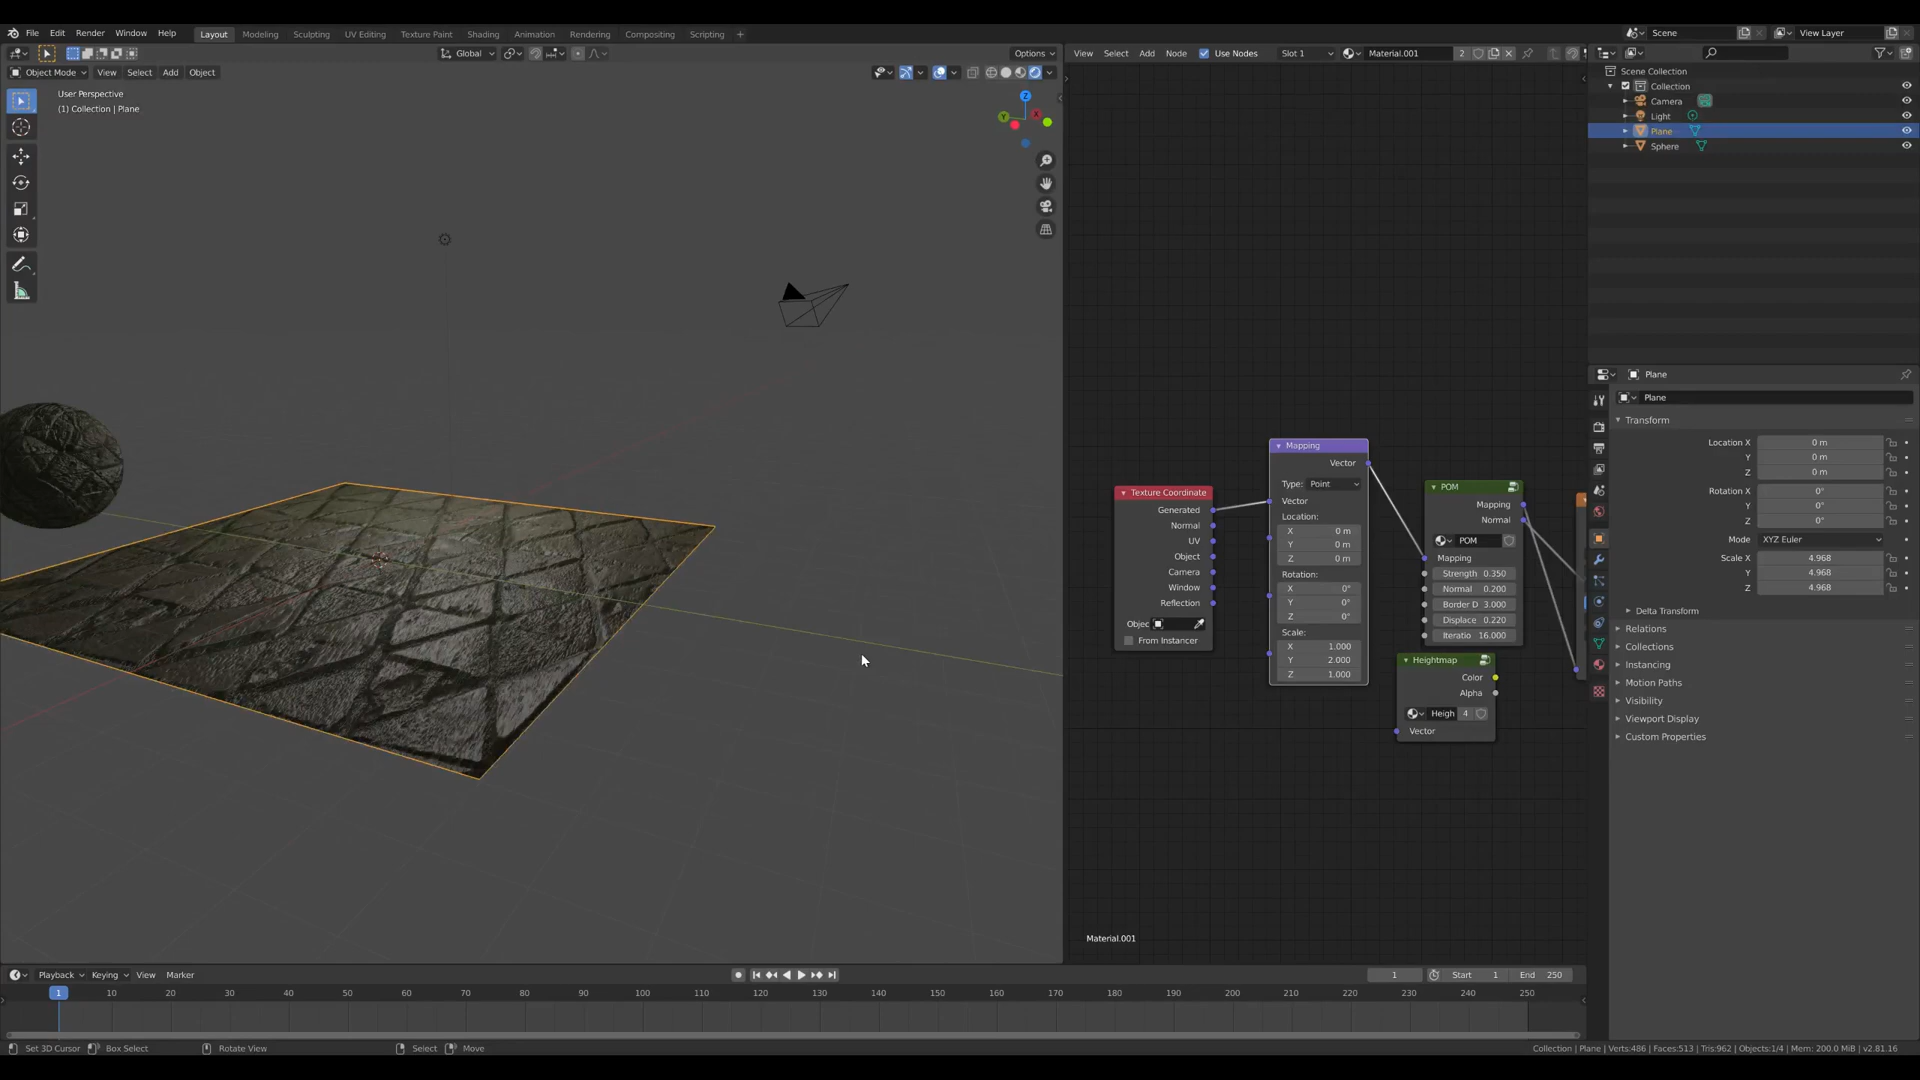 File Edit Render Window Help Layout Modeling Sculpting UV Editing Texture Paint Shading Animation Rendering Compositing Scripting + Scene View Layer
Global Options
View Select Add Node Use Nodes Slot 1 Material.001 2
Object Mode View Select Add Object
User Perspective
(1) Collection | Plane
Z
Y
X
Scene Collection
Collection
Camera
Light
Plane
Sphere
Texture Coordinate
Generated
Normal
UV
Object
Camera
Window
Reflection
Objec
From Instancer
Mapping
Vector
Type: Point
Vector
Location:
X 0 m
Y 0 m
Z 0 m
Rotation:
X 0°
Y 0°
Z 0°
Scale:
X 1.000
Y 2.000
Z 1.000
POM
Mapping
Normal
POM
Mapping
Strength 0.350
Normal 0.200
Border D 3.000
Displace 0.220
Iteratio 16.000
Heightmap
Color
Alpha
Heigh 4
Vector
Material.001
Plane
Plane
Transform
Location X 0 m
Y 0 m
Z 0 m
Rotation X 0°
Y 0°
Z 0°
Mode XYZ Euler
Scale X 4.968
Y 4.968
Z 4.968
Delta Transform
Relations
Collections
Instancing
Motion Paths
Visibility
Viewport Display
Custom Properties
Playback Keying View Marker 1 Start 1 End 250
1 10 20 30 40 50 60 70 80 90 100 110 120 130 140 150 160 170 180 190 200 210 220 230 240 250
Set 3D Cursor Box Select Rotate View Select Move Collection | Plane | Verts:486 | Faces:513 | Tris:962 | Objects:1/4 | Mem: 200.0 MiB | v2.81.16